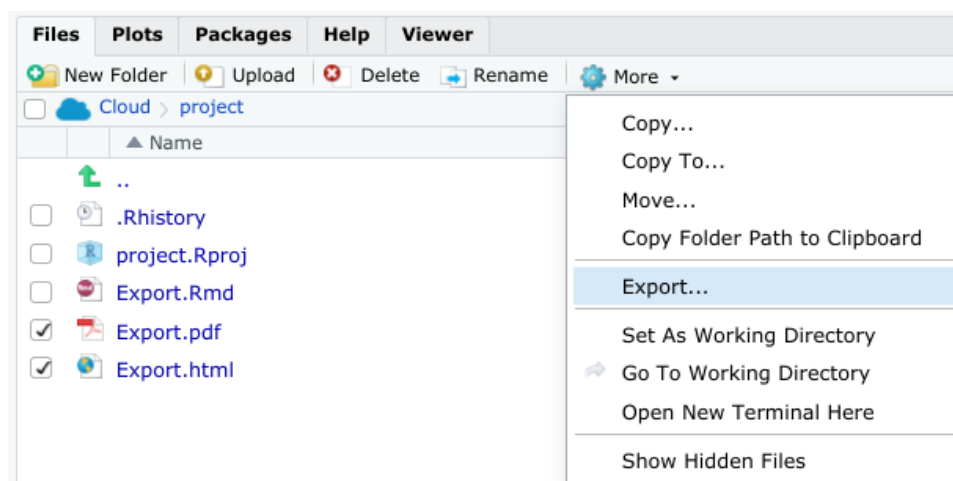 Files Plots Packages Help Viewer
New Folder Upload Delete Rename More
Cloud project
Name
..
.Rhistory
project.Rproj
Export.Rmd
Export.pdf
Export.html
Copy...
Copy To...
Move...
Copy Folder Path to Clipboard
Export...
Set As Working Directory
Go To Working Directory
Open New Terminal Here
Show Hidden Files